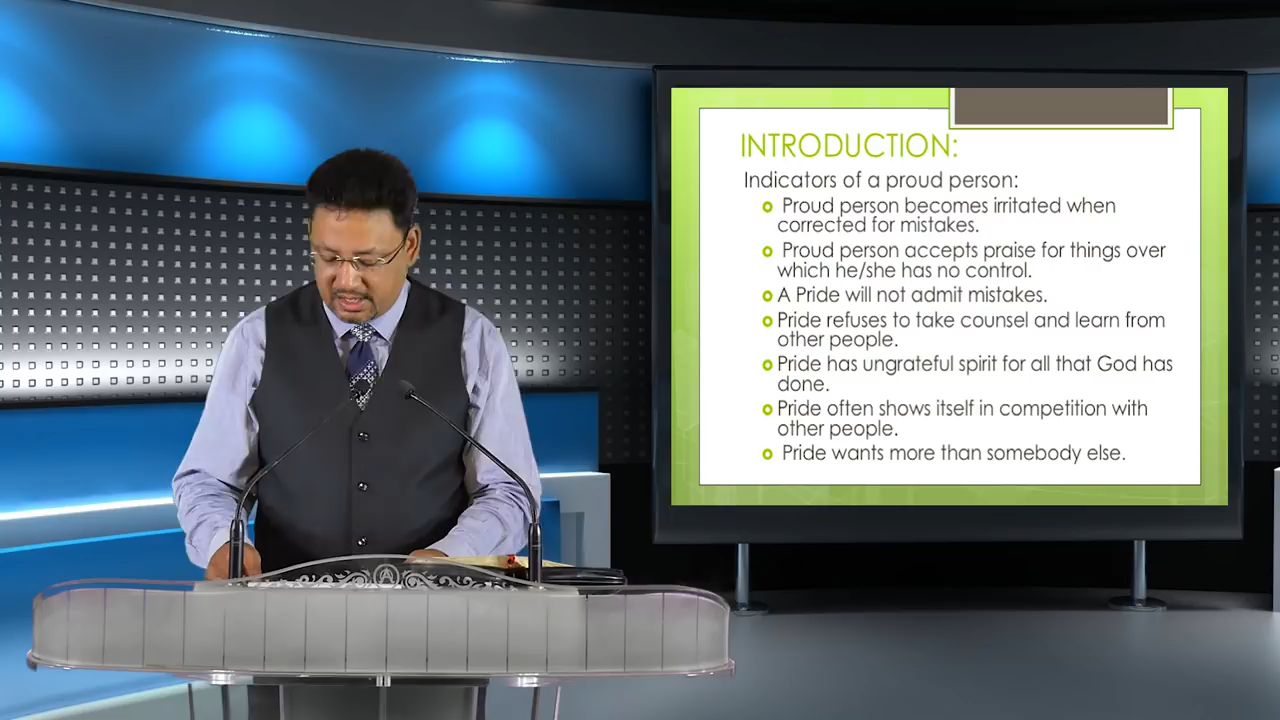 INTRODUCTION:
Indicators of a proud person:
Proud person becomes irritated when
corrected for mistakes.
Proud person accepts praise for things over
which he/she has no control.
A Pride will not admit mistakes.
Pride refuses to take counsel and learn from
other people.
Pride has ungrateful spirit for all that God has
done.
Pride often shows itself in competition with
other people.
Pride wants more than somebody else.